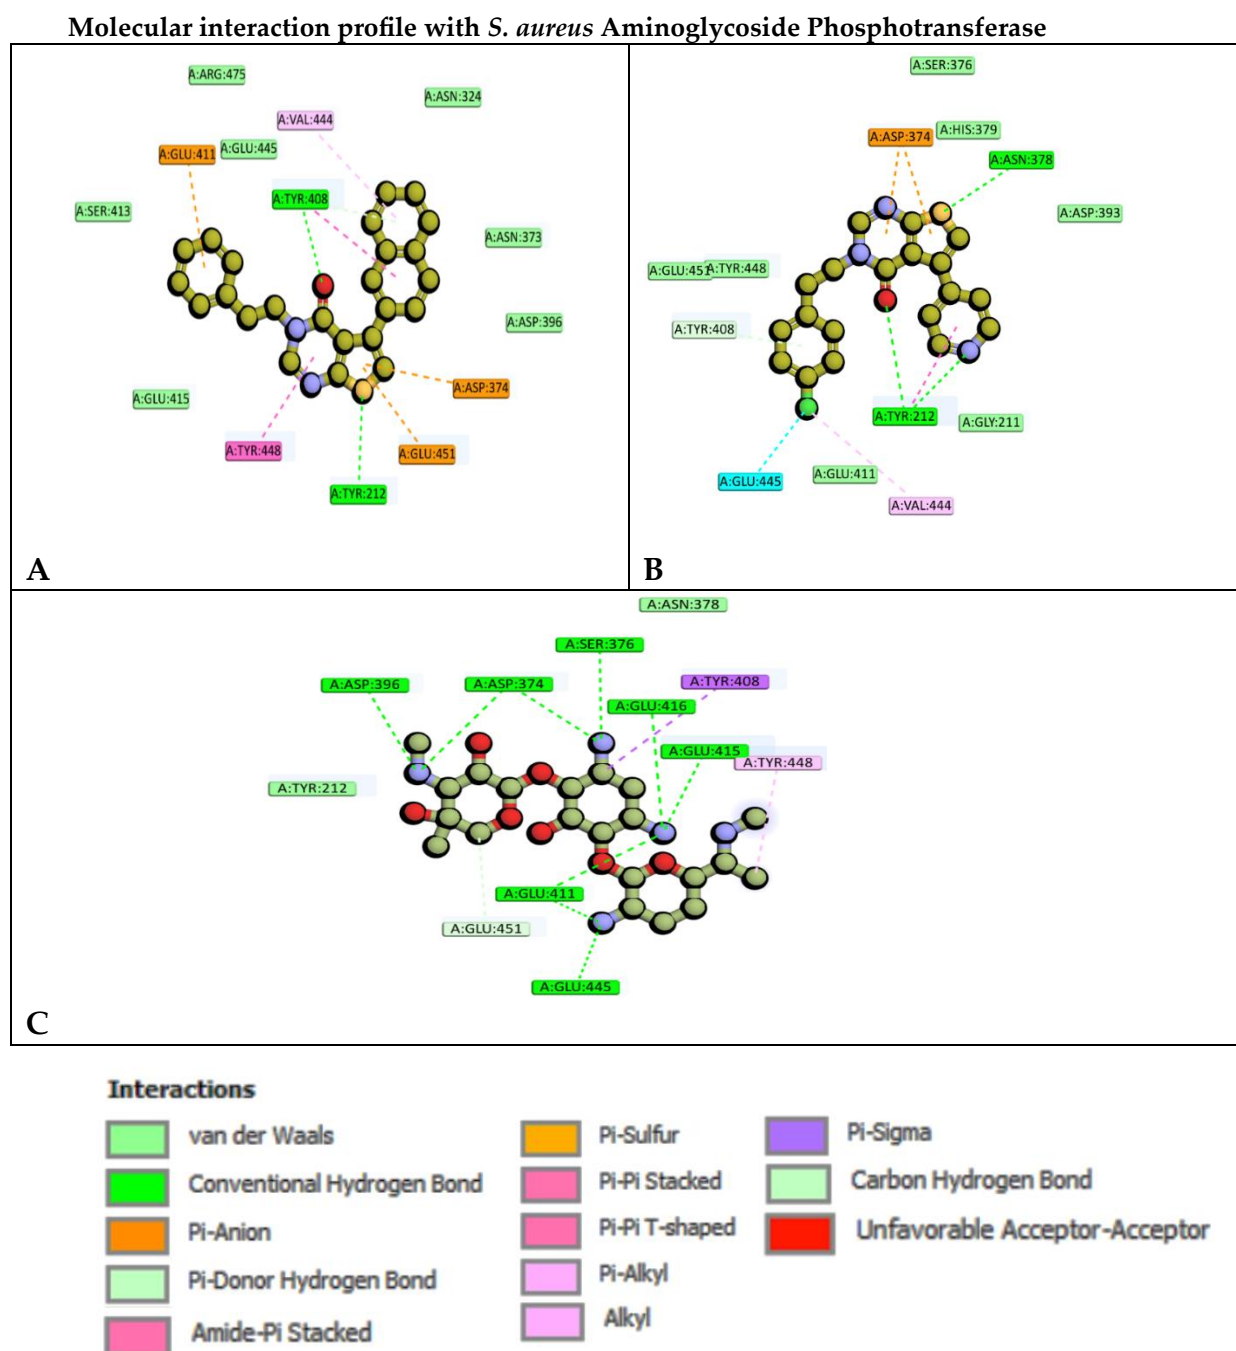 Molecular interaction profile with S. aureus Aminoglycoside Phosphotransferase
A:ARG:475
A:ASN:324
A:VAL:444
A:GLU:445
A:GLU:411
A:TYR:408
A:SER:413
A:ASN:373
A:ASP:396
A:ASP:374
A:GLU:415
A:TYR:448
A:GLU:451
A:TYR:212
A
A:SER:376
A:HIS:379
A:ASP:374
A:ASN:378
A:ASP:393
A:GLU:451
A:TYR:448
A:TYR:408
A:TYR:212
A:GLY:211
A:GLU:411
A:GLU:445
A:VAL:444
B
A:ASN:378
A:SER:376
A:ASP:396
A:ASP:374
A:TYR:408
A:GLU:416
A:GLU:415
A:TYR:448
A:TYR:212
A:GLU:411
A:GLU:451
A:GLU:445
C
Interactions
van der Waals
Conventional Hydrogen Bond
Pi-Anion
Pi-Donor Hydrogen Bond
Amide-Pi Stacked
Pi-Sulfur
Pi-Pi Stacked
Pi-Pi T-shaped
Pi-Alkyl
Alkyl
Pi-Sigma
Carbon Hydrogen Bond
Unfavorable Acceptor-Acceptor